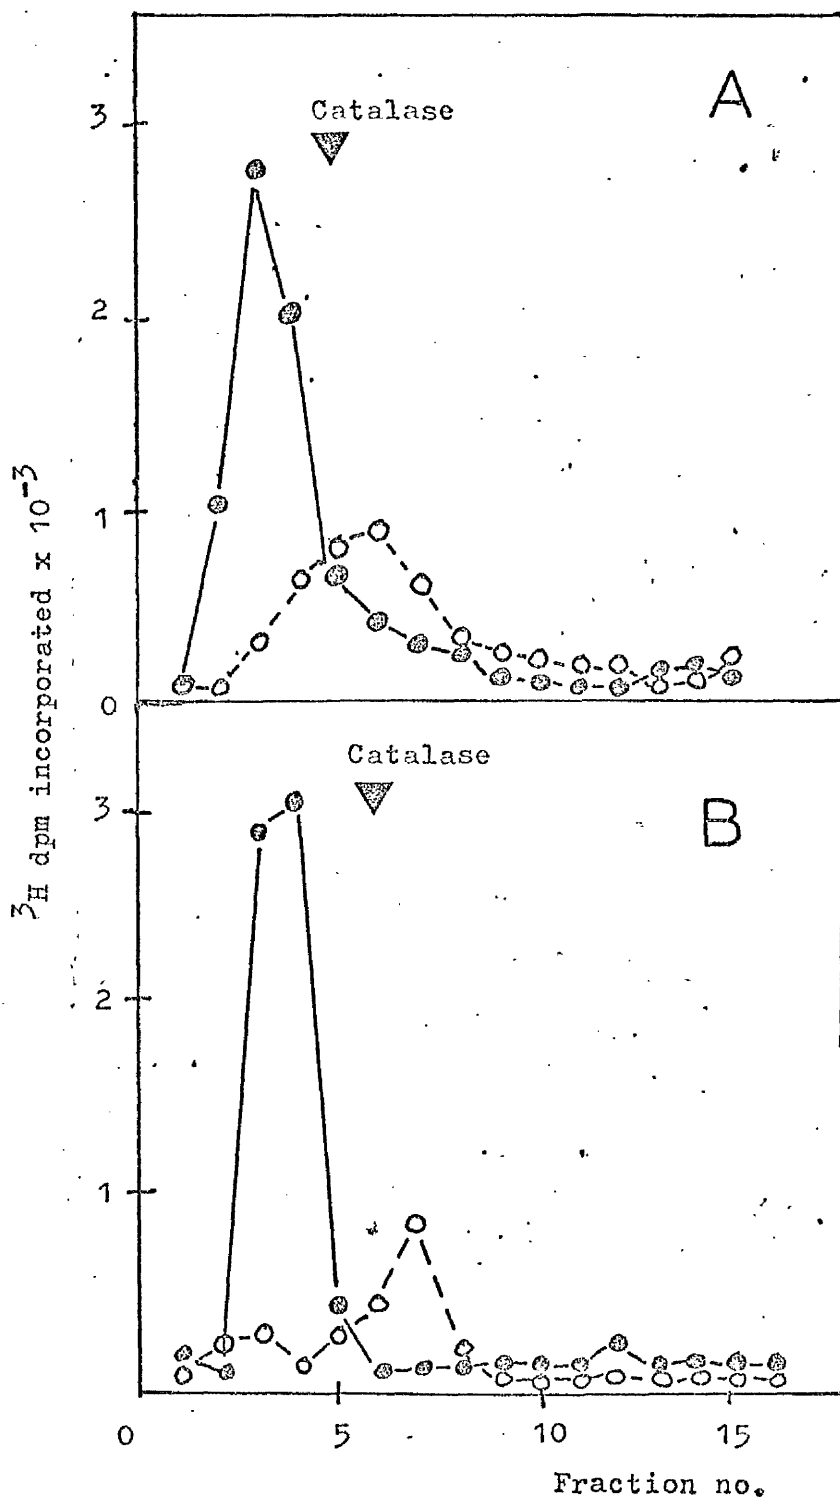 A
Catalase
3
2
1
0
³H dpm incorporated x 10⁻³
Catalase
B
3
2
1
0 5 10 15
Fraction no.